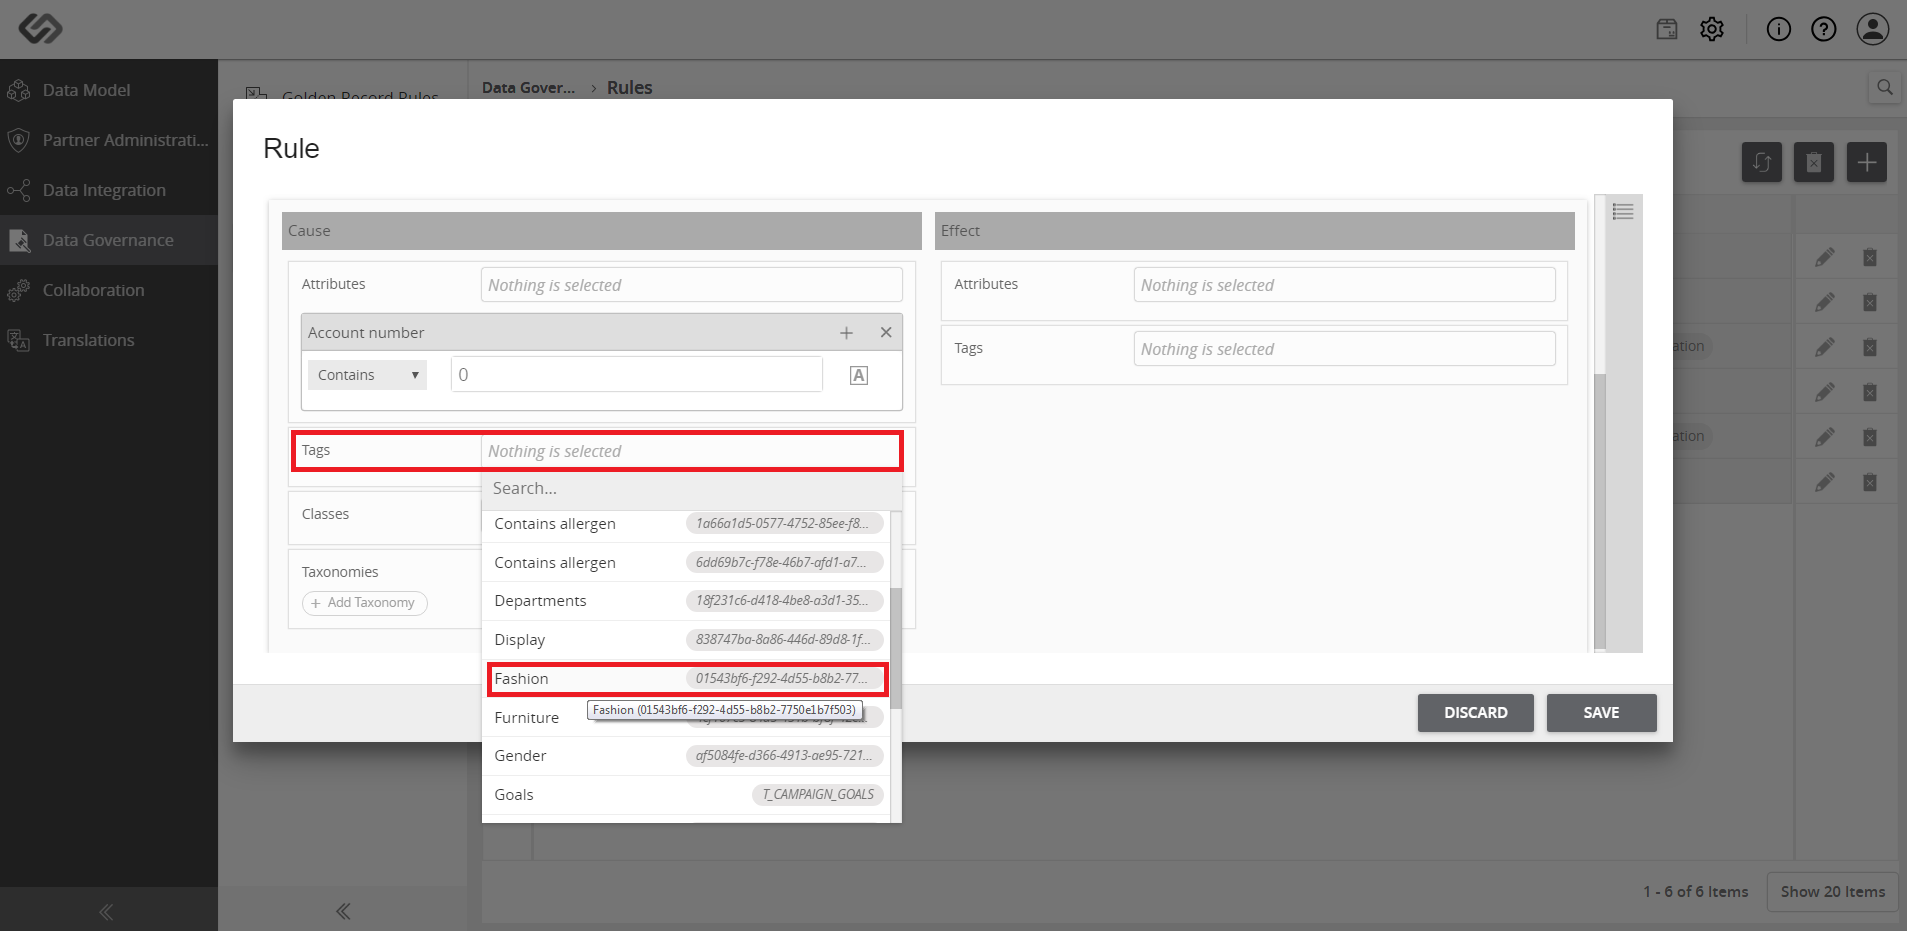 Data Model
Partner Administrati...
Data Integration
Data Governance
Collaboration
Translations
Golden Record Rules
Data Gover... › Rules
Rule
Cause
Attributes
Nothing is selected
Account number
Contains
0
A
Tags
Nothing is selected
Search...
Contains allergen 1a66a1d5-0577-4752-85ee-f8...
Contains allergen 6dd69b7c-f78e-46b7-afd1-a7...
Departments 18f231c6-d418-4be8-a3d1-35...
Display 838747ba-8a86-446d-89d8-1f...
Fashion 01543bf6-f292-4d55-b8b2-77...
Fashion (01543bf6-f292-4d55-b8b2-7750e1b7f503)
Furniture
Gender af5084fe-d366-4913-ae95-721...
Goals T_CAMPAIGN_GOALS
Classes
Taxonomies
+ Add Taxonomy
Effect
Attributes
Nothing is selected
Tags
Nothing is selected
DISCARD
SAVE
ation
ation
1 - 6 of 6 Items
Show 20 Items